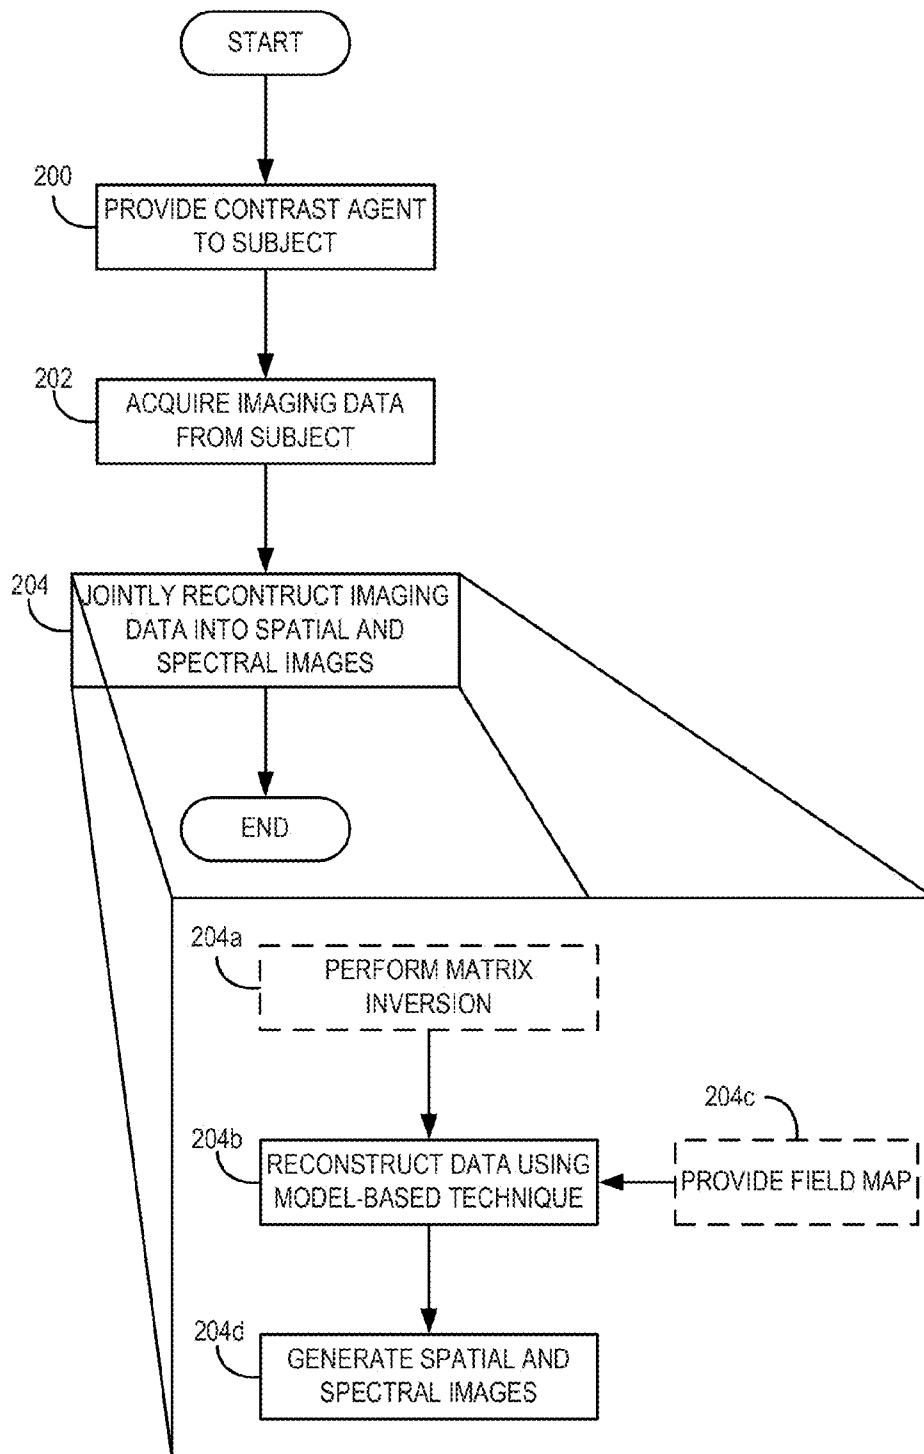 START
200
PROVIDE CONTRAST AGENT
TO SUBJECT
202
ACQUIRE IMAGING DATA
FROM SUBJECT
204
JOINTLY RECONTRUCT IMAGING
DATA INTO SPATIAL AND
SPECTRAL IMAGES
END
204a
PERFORM MATRIX
INVERSION
204c
204b
RECONSTRUCT DATA USING
MODEL-BASED TECHNIQUE
PROVIDE FIELD MAP
204d
GENERATE SPATIAL AND
SPECTRAL IMAGES